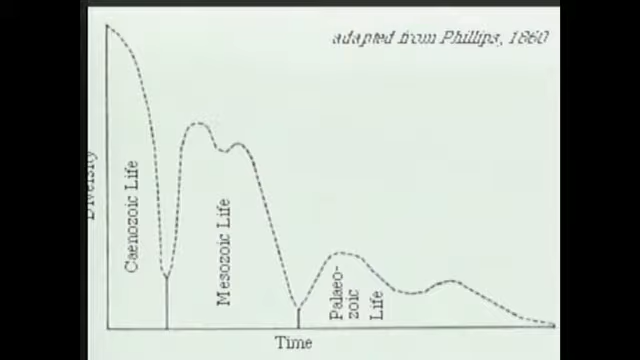 adapted from Phillips, 1860
Diversity
Caenozoic Life
Mesozoic Life
Palaeo-
zoic
Life
Time